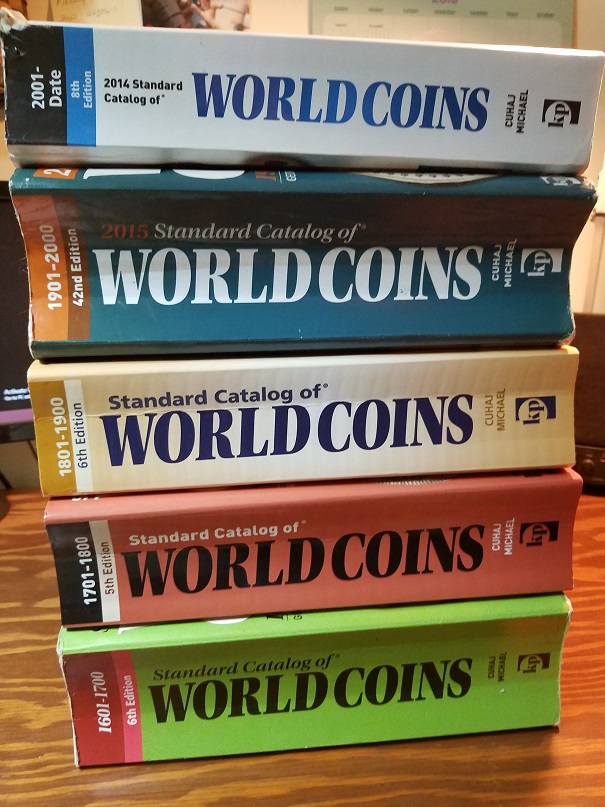 2001-
Date
8th
Edition
2014 Standard
Catalog of®
WORLD COINS
CUHAJ
MICHAEL
kp
1901-2000
42nd Edition
2015 Standard Catalog of®
WORLD COINS
CUHAJ
MICHAEL
kp
1801-1900
6th Edition
Standard Catalog of®
WORLD COINS
CUHAJ
MICHAEL
kp
1701-1800
5th Edition
Standard Catalog of®
WORLD COINS
CUHAJ
MICHAEL
kp
1601-1700
6th Edition
Standard Catalog of®
WORLD COINS
CUHAJ
MICHAEL
kp